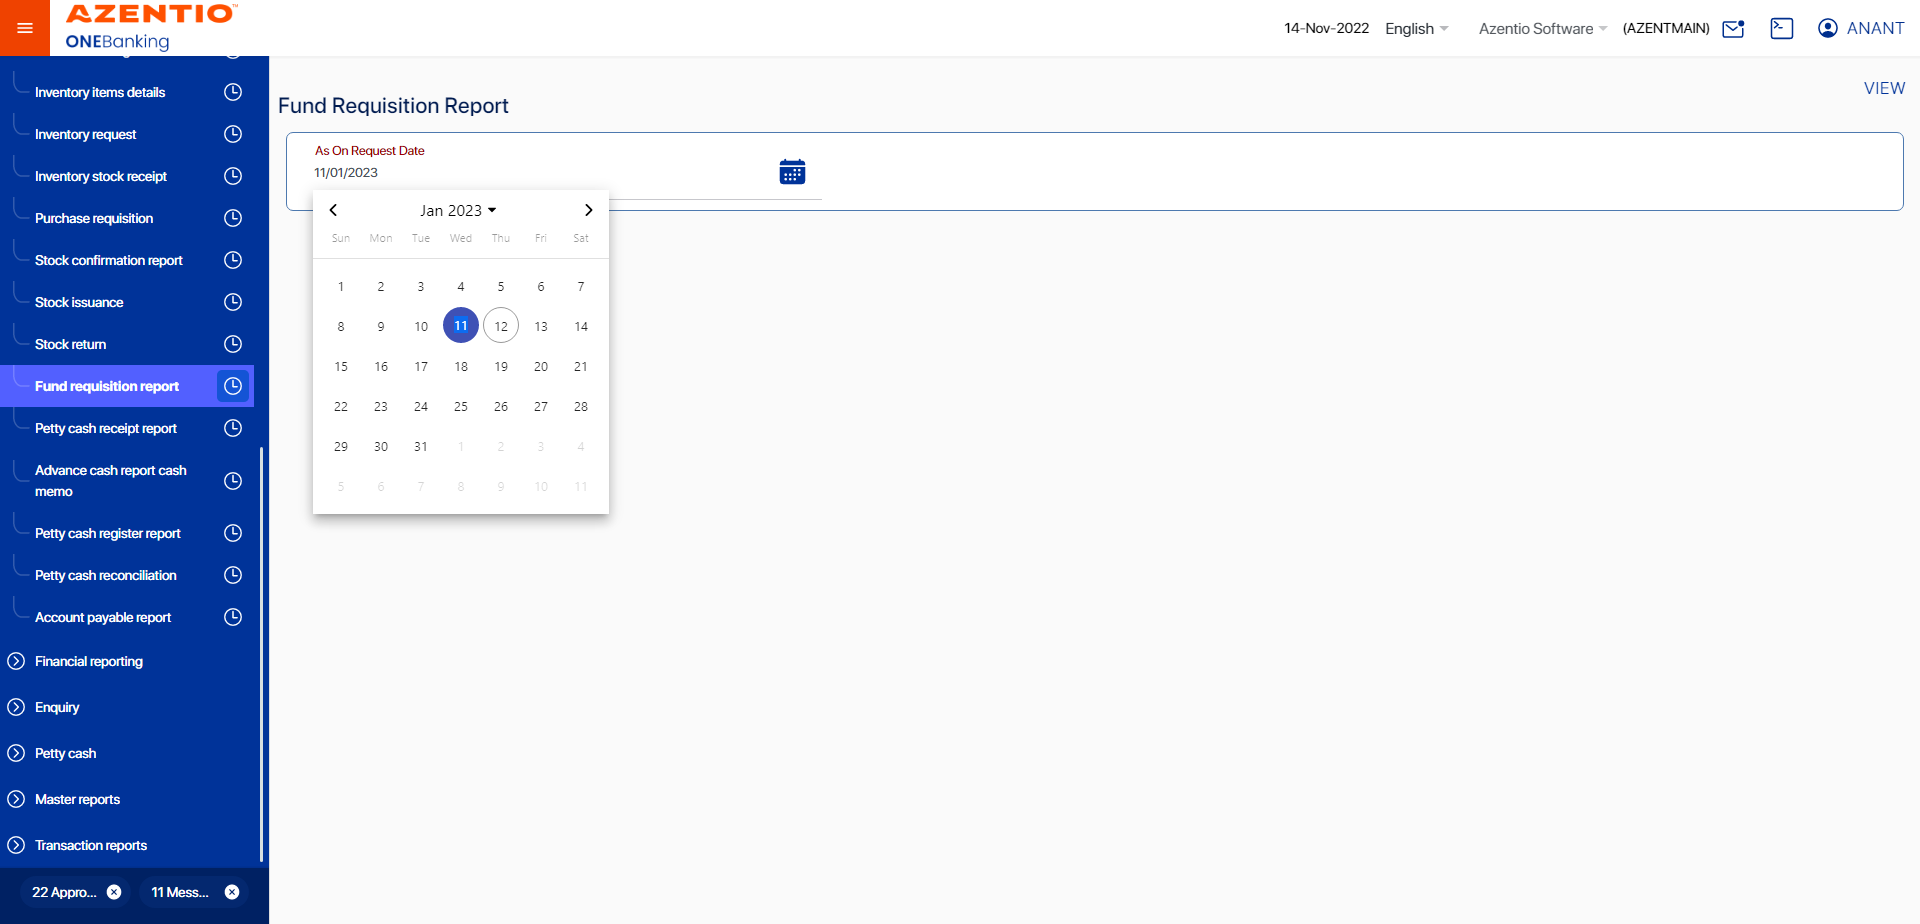 AZENTIO™
ONEBanking
14-Nov-2022 English Azentio Software (AZENTMAIN) ANANT
Inventory items details
Inventory request
Inventory stock receipt
Purchase requisition
Stock confirmation report
Stock issuance
Stock return
Fund requisition report
Petty cash receipt report
Advance cash report cash
memo
Petty cash register report
Petty cash reconciliation
Account payable report
Financial reporting
Enquiry
Petty cash
Master reports
Transaction reports
22 Appro... 11 Mess...
VIEW
Fund Requisition Report
As On Request Date
11/01/2023
Jan 2023
Sun Mon Tue Wed Thu Fri Sat
1 2 3 4 5 6 7
8 9 10 11 12 13 14
15 16 17 18 19 20 21
22 23 24 25 26 27 28
29 30 31 1 2 3 4
5 6 7 8 9 10 11